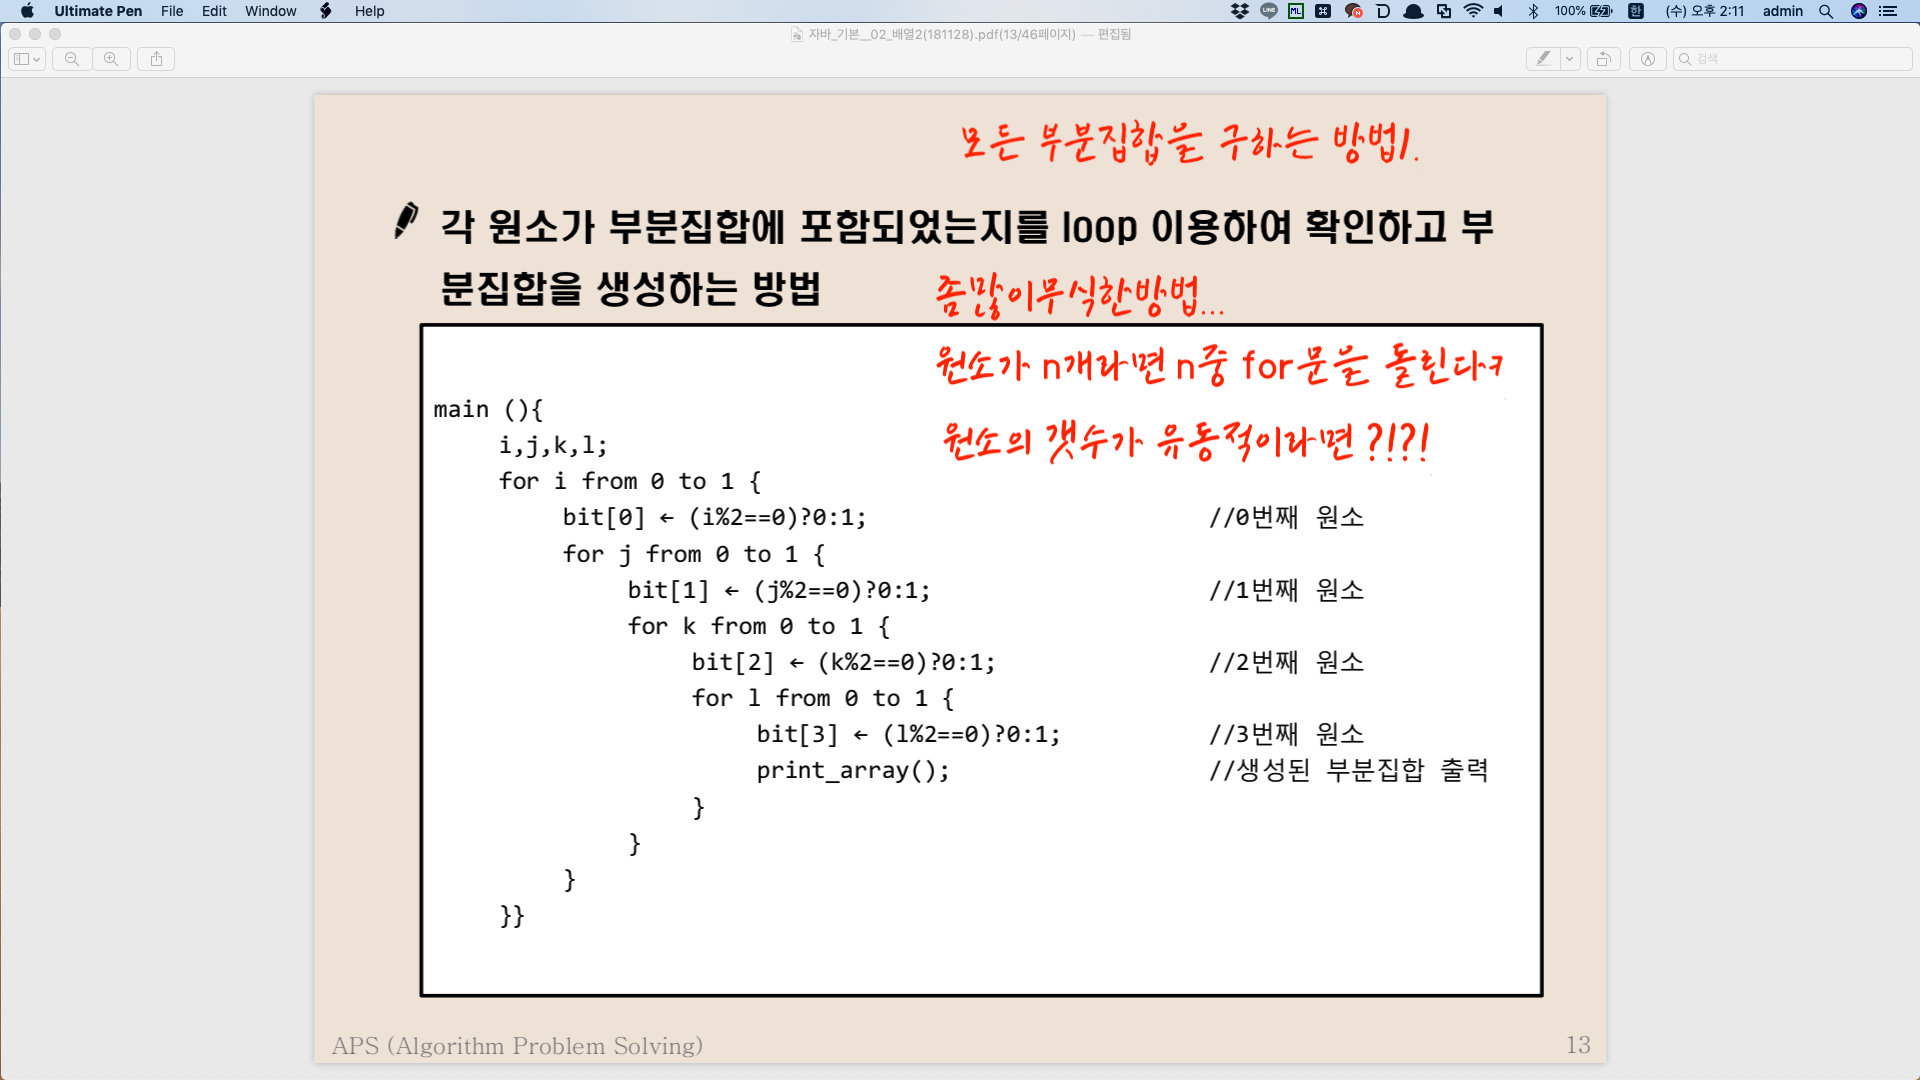 Ultimate Pen File Edit Window Help 100% 한 (수) 오후 2:11 admin
자바_기본__02_배열2(181128).pdf(13/46페이지) — 편집됨
검색
모든 부분집합을 구하는 방법1.
각 원소가 부분집합에 포함되었는지를 loop 이용하여 확인하고 부
분집합을 생성하는 방법
좀많이무식한방법...
원소가 n개라면 n중 for문을 돌린다ㅋ
원소의 갯수가 유동적이라면 ?!?!
main (){
i,j,k,l;
for i from 0 to 1 {
bit[0] ← (i%2==0)?0:1; //0번째 원소
for j from 0 to 1 {
bit[1] ← (j%2==0)?0:1; //1번째 원소
for k from 0 to 1 {
bit[2] ← (k%2==0)?0:1; //2번째 원소
for l from 0 to 1 {
bit[3] ← (l%2==0)?0:1; //3번째 원소
print_array(); //생성된 부분집합 출력
}
}
}
}}
APS (Algorithm Problem Solving) 13